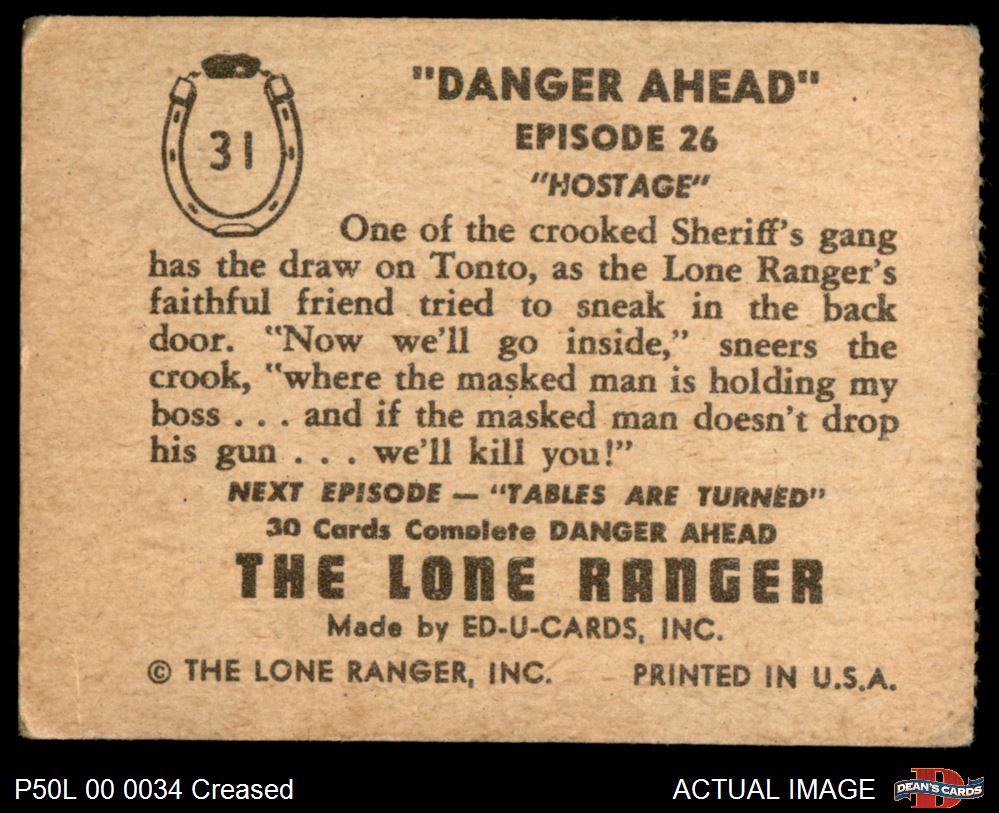 31
"DANGER AHEAD"
EPISODE 26
"HOSTAGE"
One of the crooked Sheriff's gang
has the draw on Tonto, as the Lone Ranger's
faithful friend tried to sneak in the back
door. "Now we'll go inside," sneers the
crook, "where the masked man is holding my
boss . . . and if the masked man doesn't drop
his gun . . . we'll kill you!"
NEXT EPISODE — "TABLES ARE TURNED"
30 Cards Complete DANGER AHEAD
THE LONE RANGER
Made by ED-U-CARDS, INC.
© THE LONE RANGER, INC. PRINTED IN U.S.A.
P50L 00 0034 Creased ACTUAL IMAGE DEAN'S CARDS